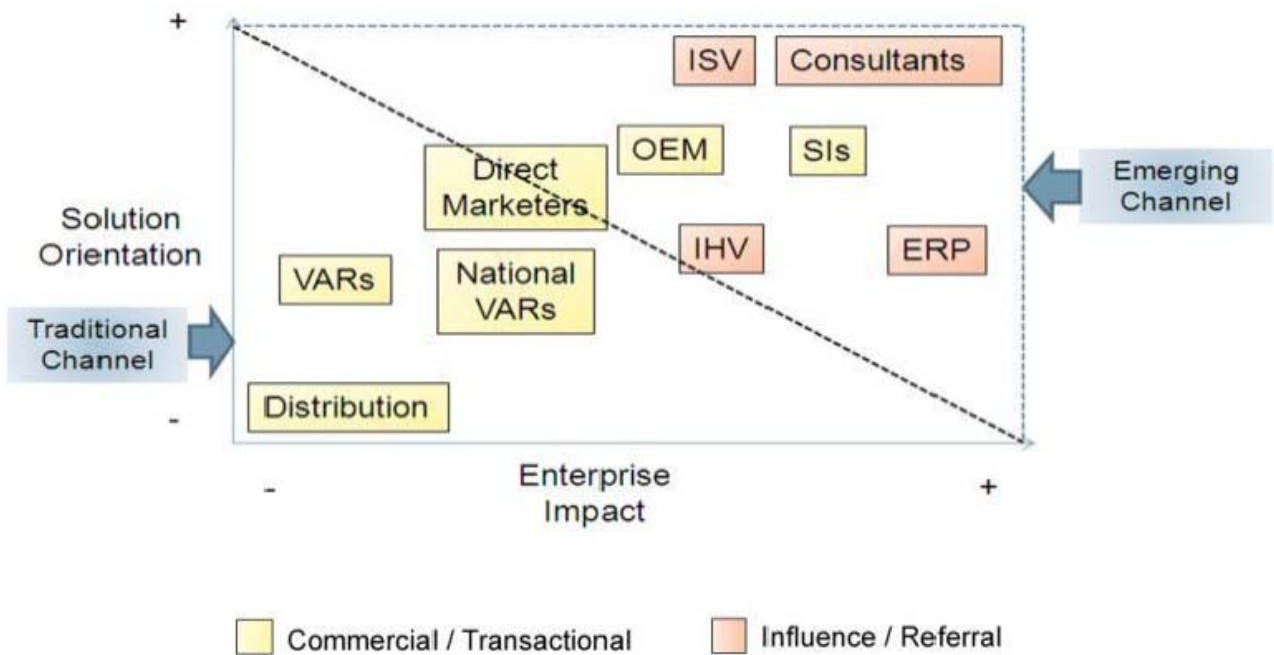 +
ISV
Consultants
OEM
SIs
Direct
Marketers
Emerging
Channel
Solution
Orientation
IHV
ERP
VARs
National
VARs
Traditional
Channel
Distribution
-
-
Enterprise
Impact
+
Commercial / Transactional
Influence / Referral